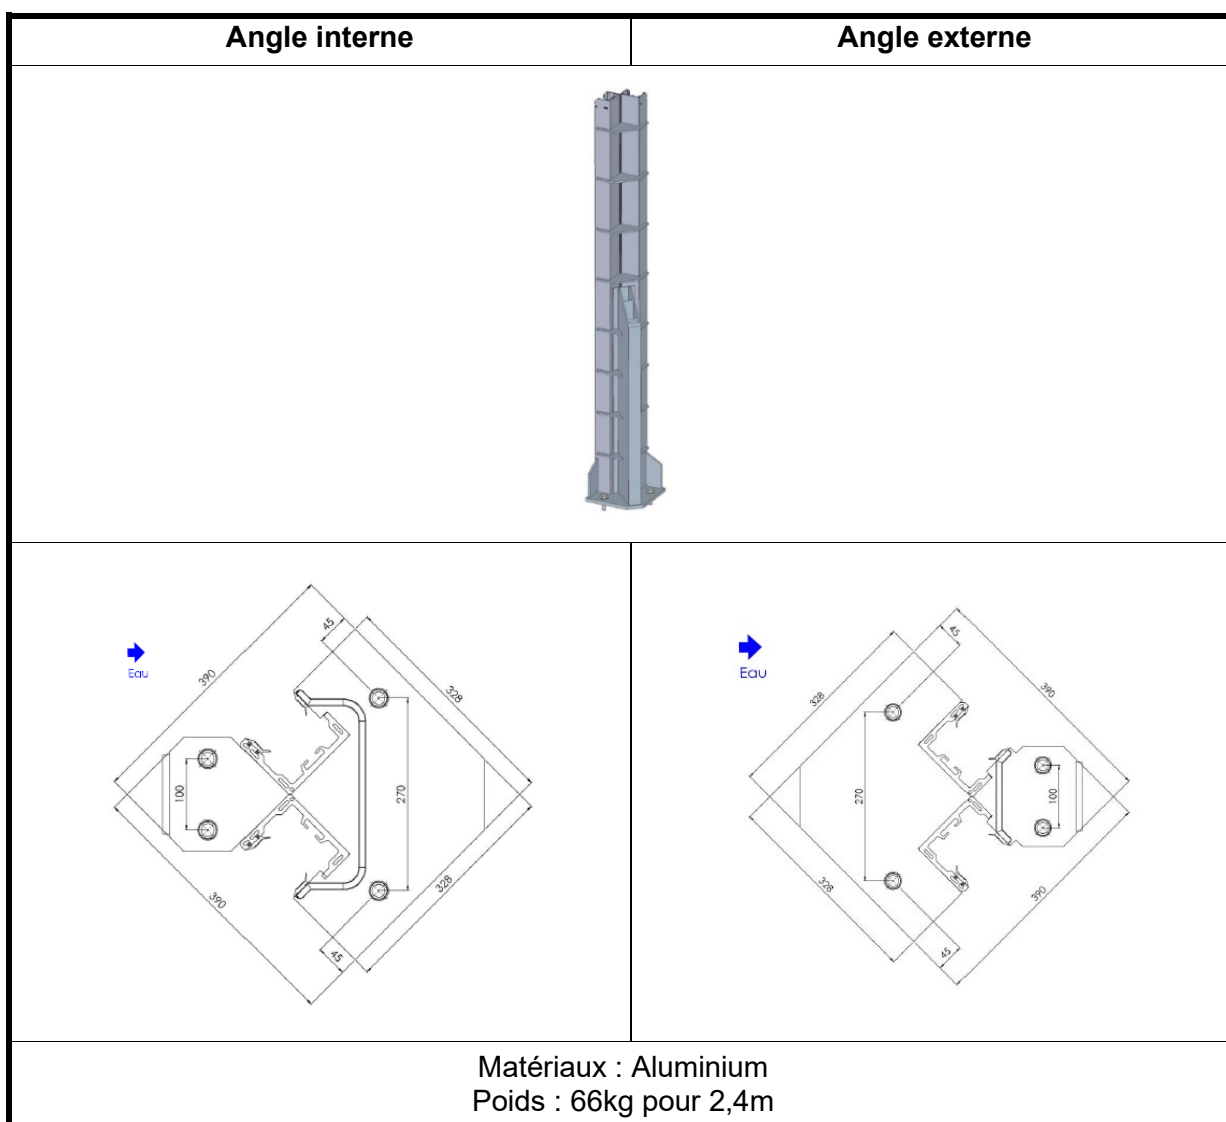 Angle interne
Angle externe
Eau
390
45
328
100
270
390
45
328
Eau
328
45
390
270
100
328
45
390
Matériaux : Aluminium
Poids : 66kg pour 2,4m